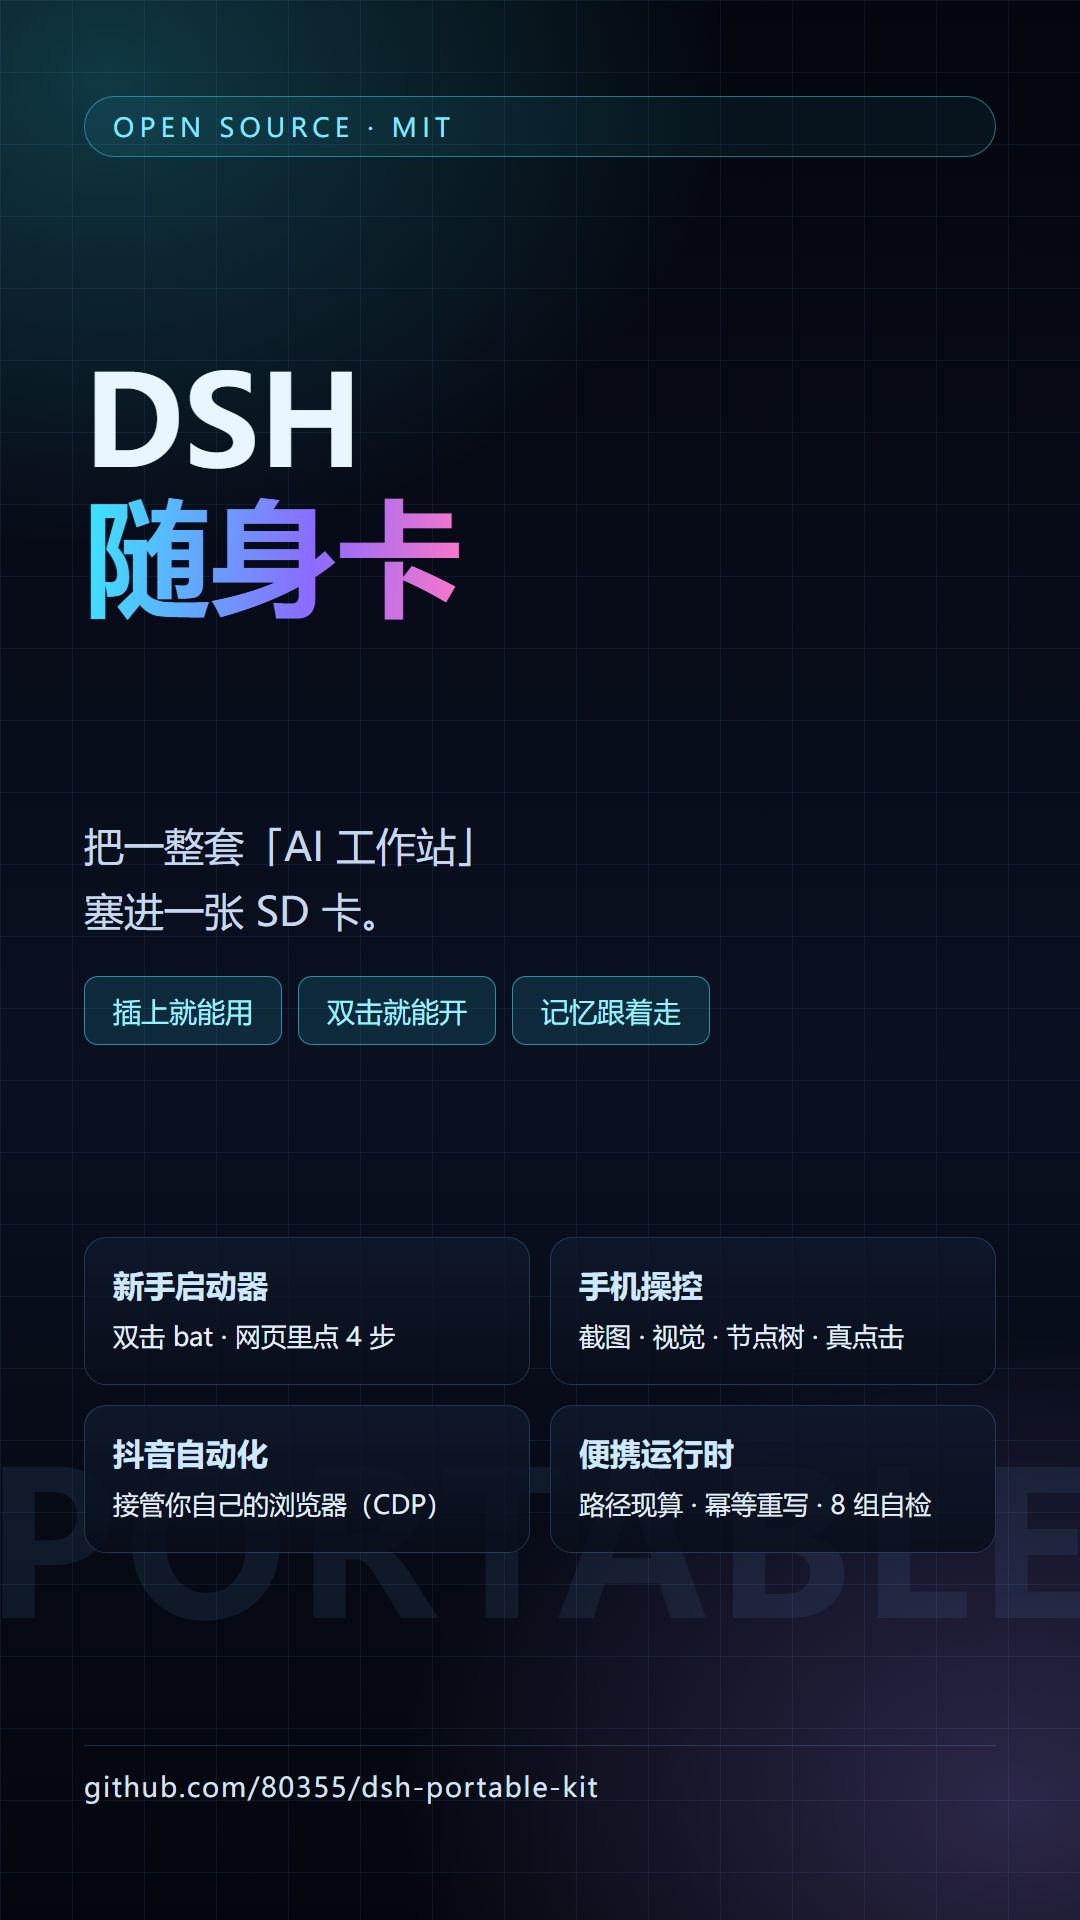 OPEN SOURCE · MIT
DSH
随身卡
把一整套「AI 工作站」
塞进一张 SD 卡。
插上就能用
双击就能开
记忆跟着走
新手启动器
双击 bat · 网页里点 4 步
手机操控
截图 · 视觉 · 节点树 · 真点击
抖音自动化
接管你自己的浏览器（CDP）
便携运行时
路径现算 · 幂等重写 · 8 组自检
PORTABLE
github.com/80355/dsh-portable-kit